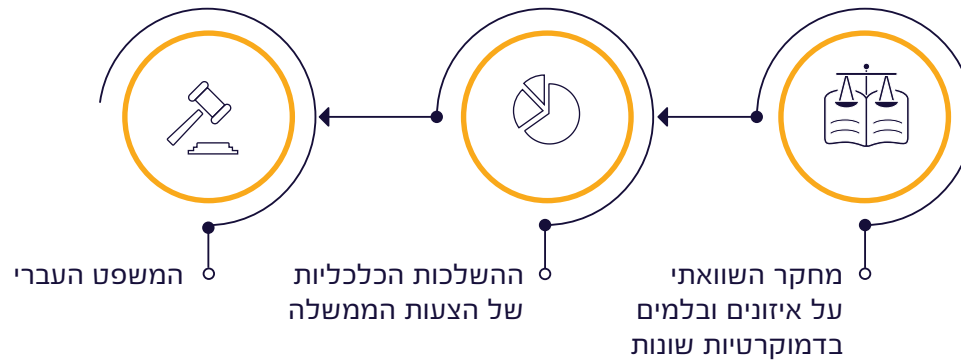 מחקר השוואתי
על איזונים ובלמים
בדמוקרטיות שונות
ההשלכות הכלכליות
של הצעות הממשלה
המשפט העברי